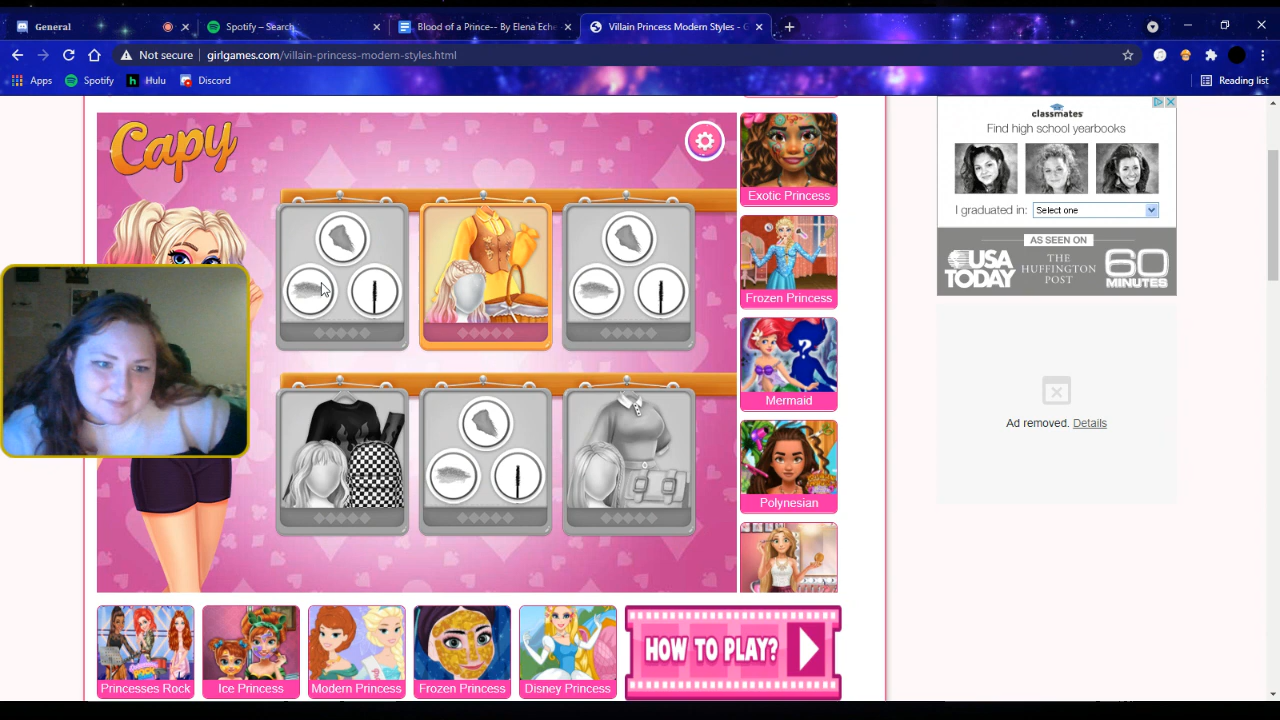 General
Spotify – Search
Blood of a Prince-- By Elena Eche
Villain Princess Modern Styles - G
Not secure
girlgames.com/villain-princess-modern-styles.html
Apps
Spotify
Hulu
Discord
Reading list
Capy
Exotic Princess
Frozen Princess
Mermaid
Polynesian
classmates
Find high school yearbooks
I graduated in: Select one
AS SEEN ON
USA TODAY
THE HUFFINGTON POST
60 MINUTES
Ad removed. Details
Princesses Rock
Ice Princess
Modern Princess
Frozen Princess
Disney Princess
HOW TO PLAY?